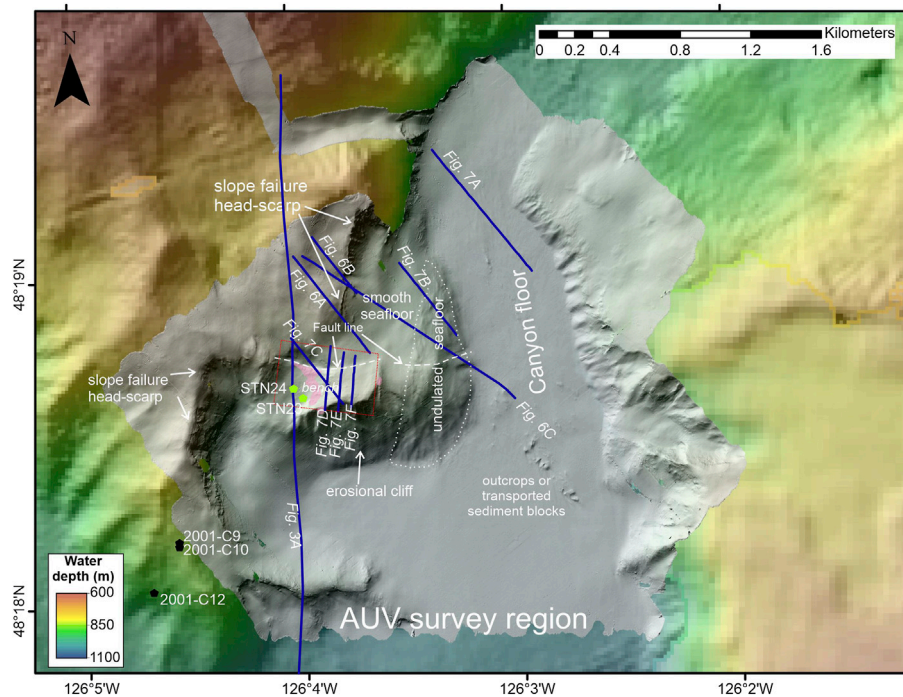 N
Kilometers
0 0.2 0.4 0.8 1.2 1.6
48°19'N
48°18'N
126°5'W
126°4'W
126°3'W
126°2'W
Fig. 7A
slope failure
head-scarp
Fig. 6B
Fig. 6A
Fig. 7B
smooth
seafloor
Canyon floor
Fault line
Fig. 7C
undulated seafloor
slope failure
head-scarp
STN24
bench
Fig. 7D
Fig. 7E
Fig. 7F
Fig. 6C
erosional cliff
outcrops or
transported
sediment blocks
Fig. 3A
2001-C9
2001-C10
2001-C12
Water
depth (m)
600
850
1100
AUV survey region